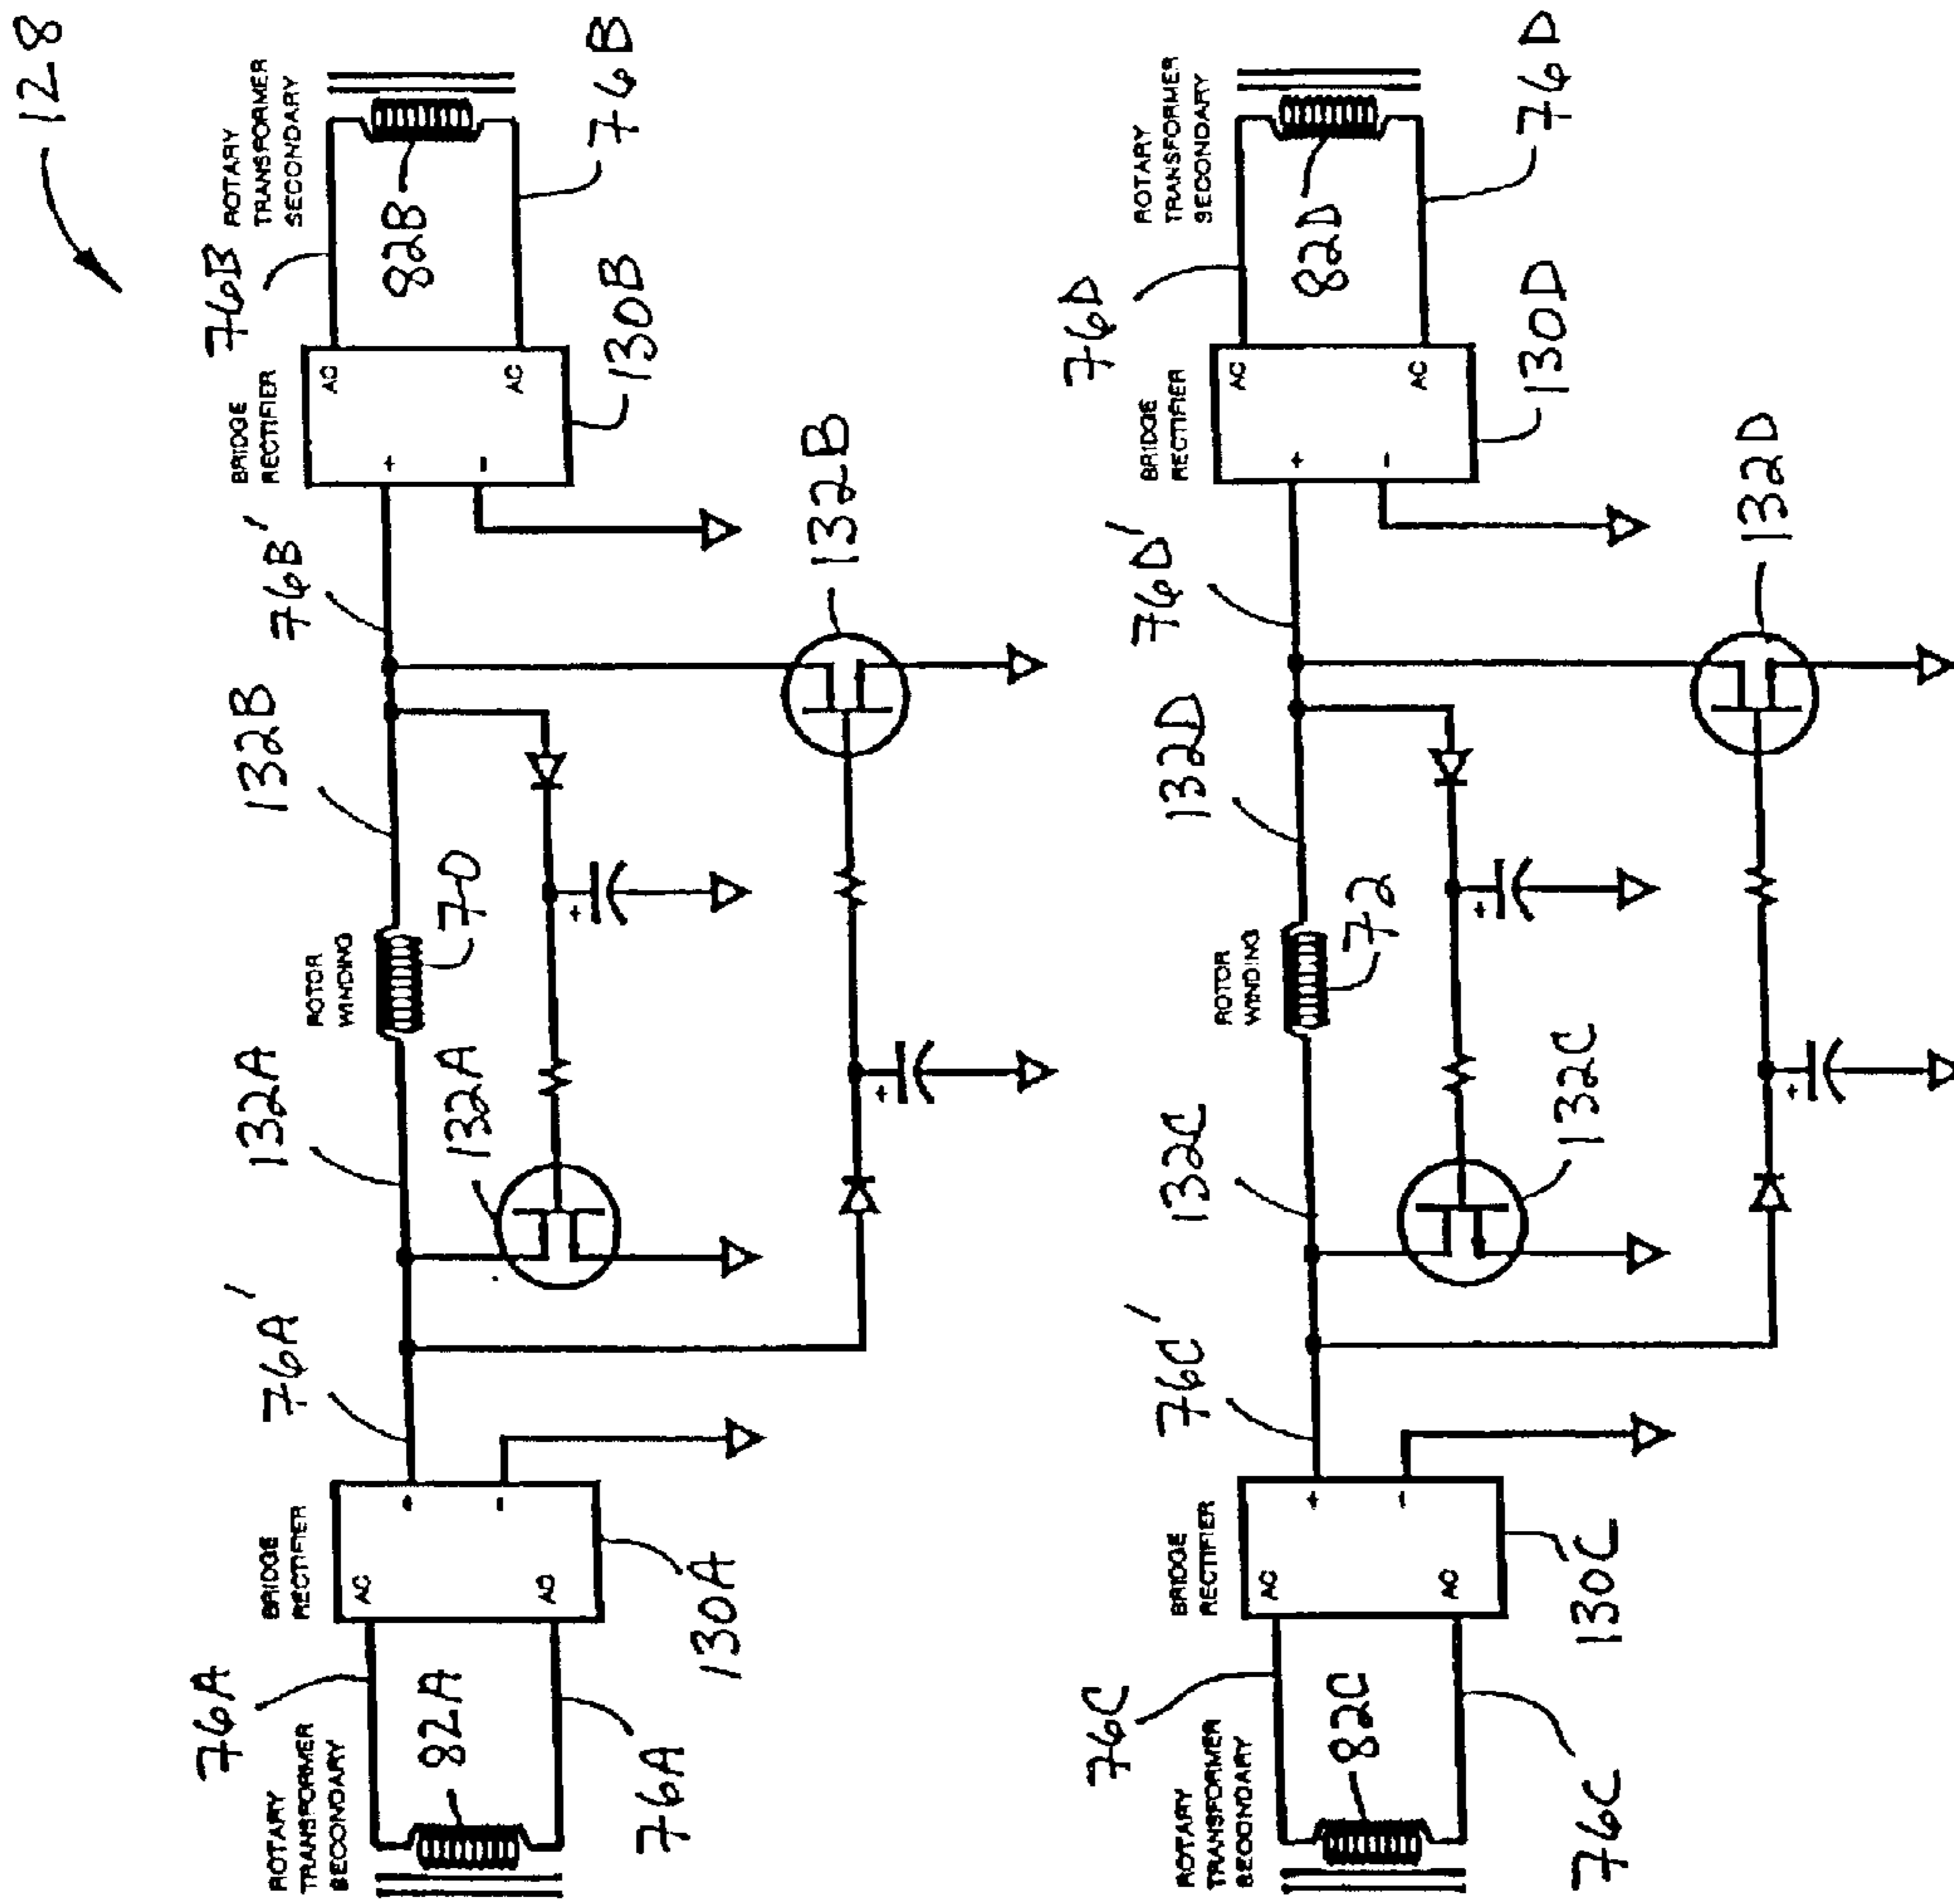 128
76A
ROTARY
TRANSFORMER
SECONDARY
82A
76A
BRIDGE
RECTIFIER
AC
AC
+
-
130A
76A'
132A
132A
ROTOR
WINDING
70
+
+
132B
132B
76B'
BRIDGE
RECTIFIER
+
-
AC
AC
130B
76B
ROTARY
TRANSFORMER
SECONDARY
82B
76B
76C
ROTARY
TRANSFORMER
SECONDARY
82C
76C
BRIDGE
RECTIFIER
AC
AC
+
-
130C
76C'
132C
132C
ROTOR
WINDING
72
+
+
132D
132D
76D'
BRIDGE
RECTIFIER
+
-
AC
AC
130D
76D
ROTARY
TRANSFORMER
SECONDARY
82D
76D